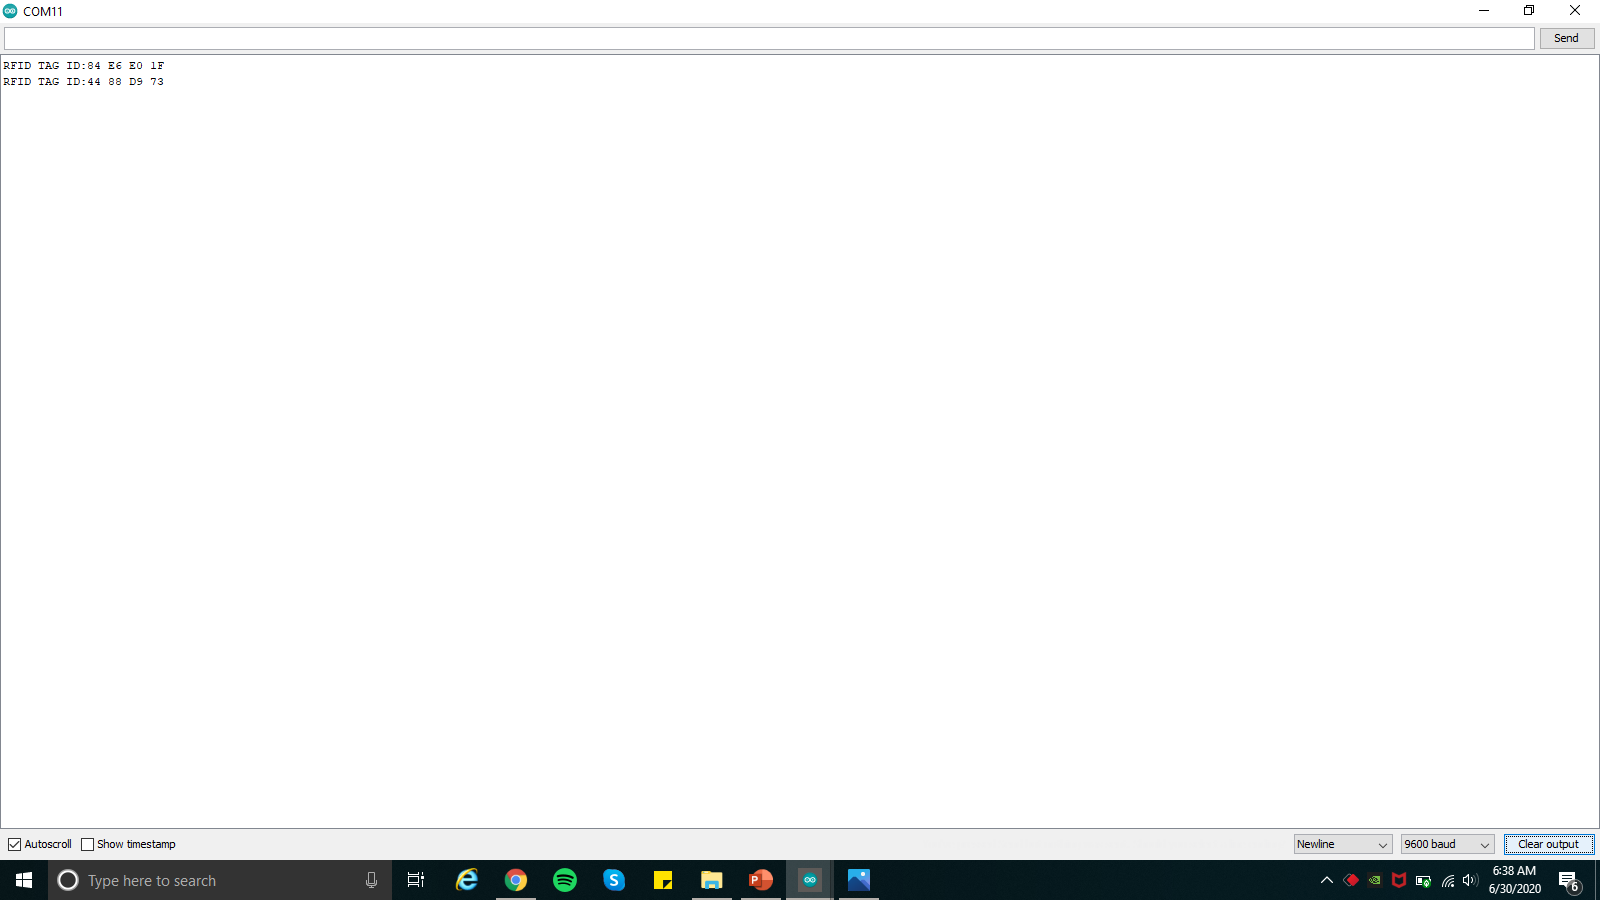 COM11
Send
RFID TAG ID:84 E6 E0 1F
RFID TAG ID:44 88 D9 73
Autoscroll
Show timestamp
Newline
9600 baud
Clear output
Type here to search
6:38 AM
6/30/2020
6